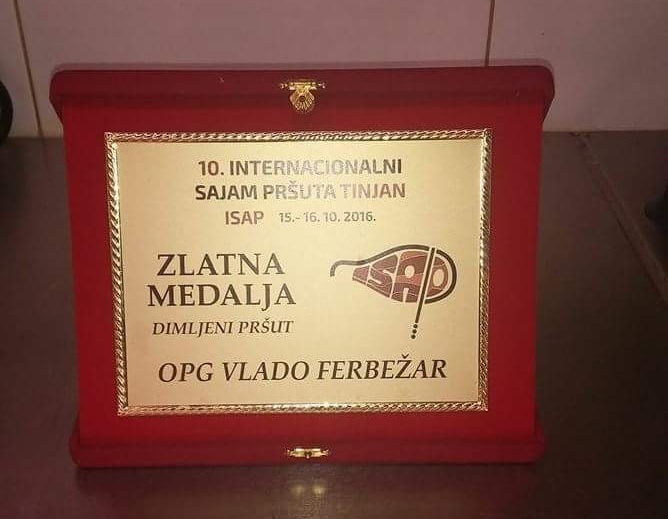 10. INTERNACIONALNI
SAJAM PRŠUTA TINJAN
ISAP 15.- 16. 10. 2016.
ZLATNA
MEDALJA
ISAP
DIMLJENI PRŠUT
OPG VLADO FERBEŽAR